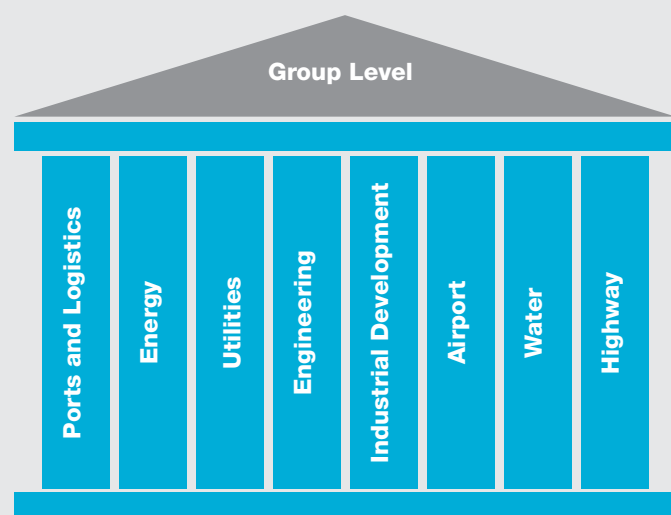 Group Level
Ports and Logistics
Energy
Utilities
Engineering
Industrial Development
Airport
Water
Highway